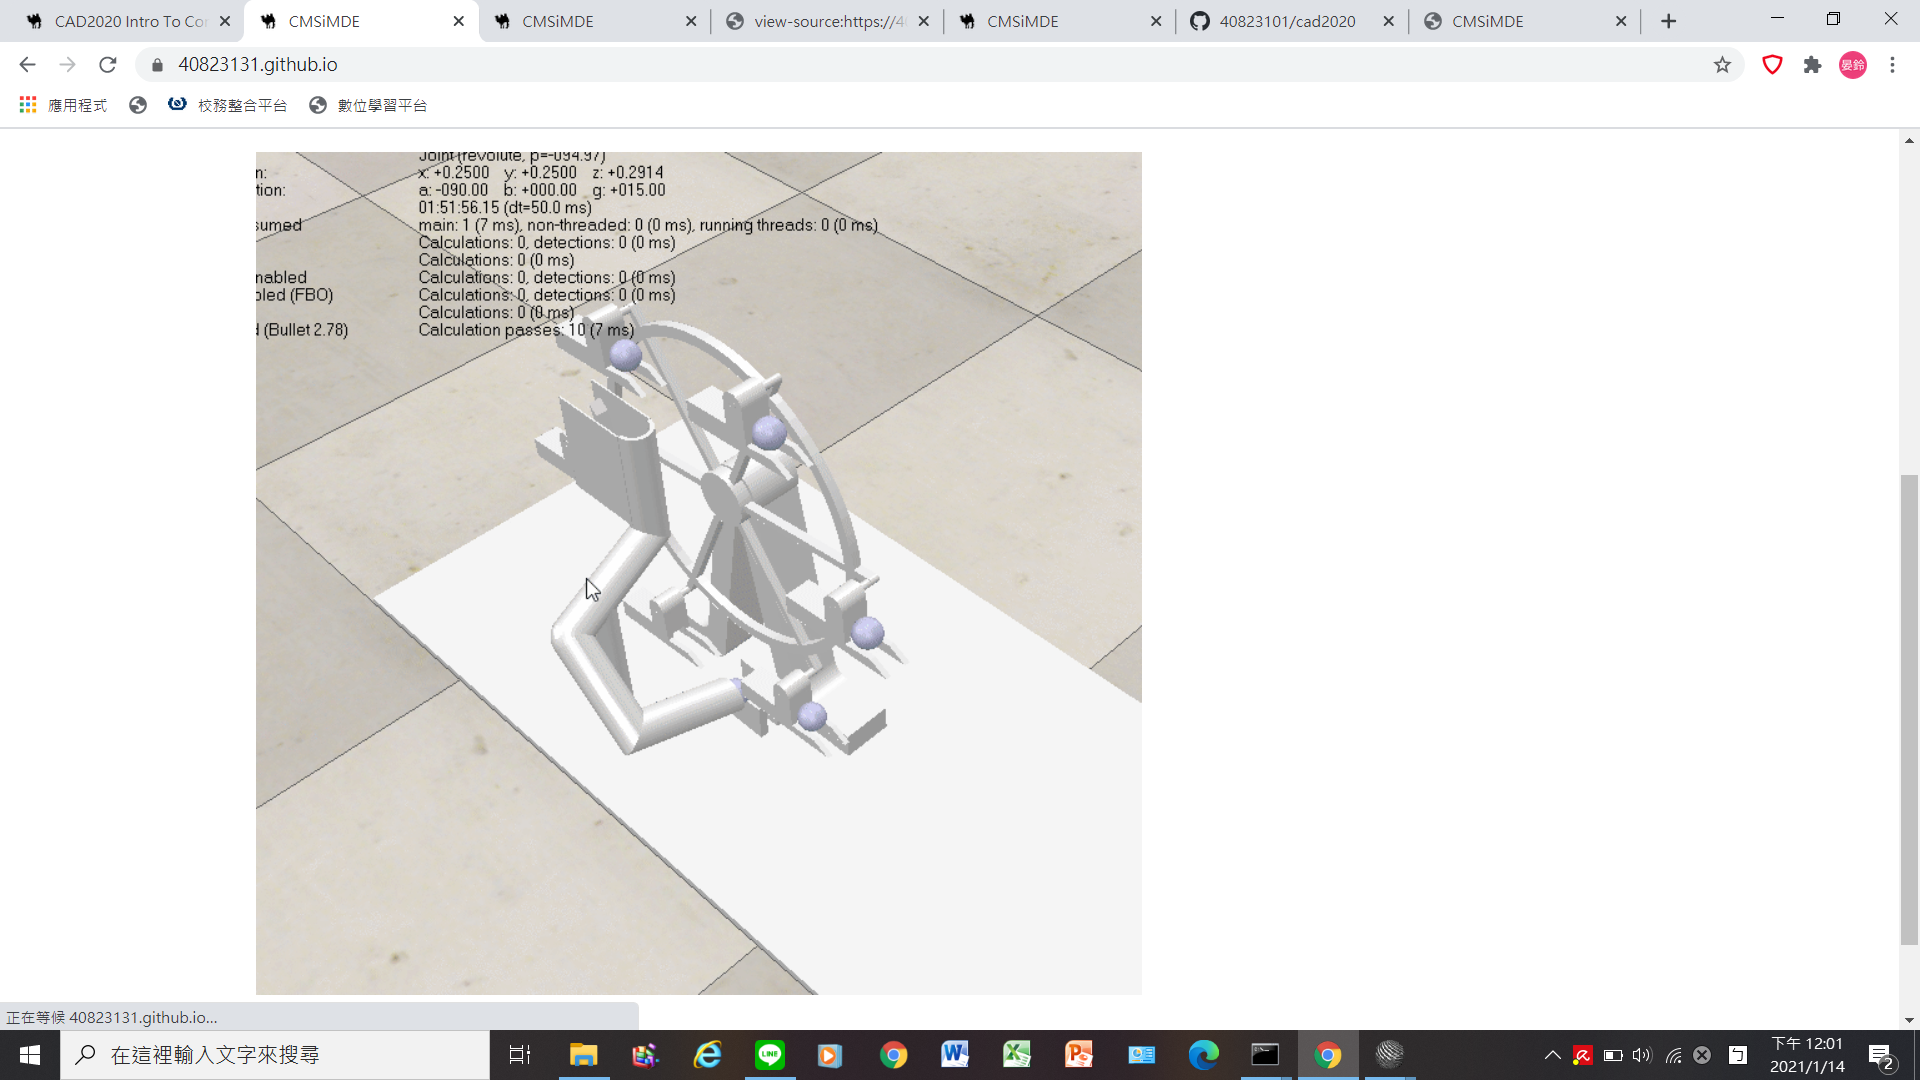 CAD2020 Intro To Co
CMSiMDE
CMSiMDE
view-source:https://4
CMSiMDE
40823101/cad2020
CMSiMDE
40823131.github.io
晏鈴
應用程式
校務整合平台
數位學習平台
Joint (revolute, p=-094.97)
n: x: +0.2500 y: +0.2500 z: +0.2914
tion: a: -090.00 b: +000.00 g: +015.00
01:51:56.15 (dt=50.0 ms)
sumed main: 1 (7 ms), non-threaded: 0 (0 ms), running threads: 0 (0 ms)
Calculations: 0, detections: 0 (0 ms)
Calculations: 0 (0 ms)
nabled Calculations: 0, detections: 0 (0 ms)
bled (FBO) Calculations: 0, detections: 0 (0 ms)
Calculations: 0 (0 ms)
d (Bullet 2.78) Calculation passes: 10 (7 ms)
正在等候 40823131.github.io...
在這裡輸入文字來搜尋
LINE
下午 12:01
2021/1/14
2